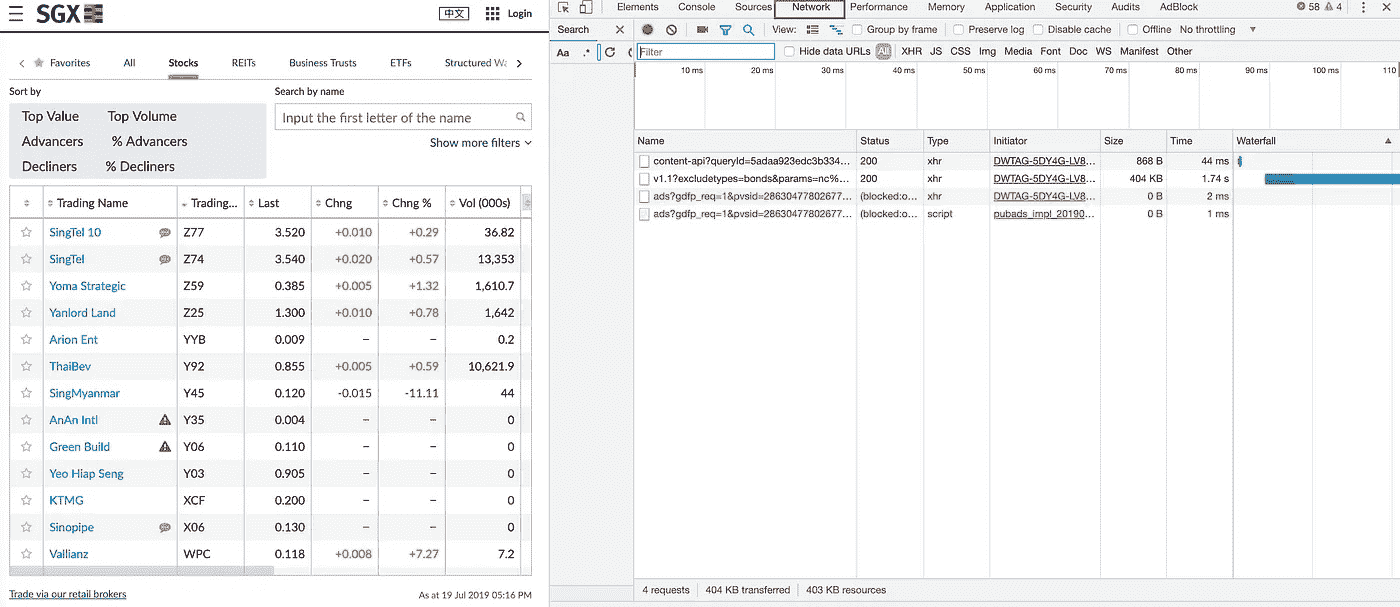 SGX
中文
Login
Favorites All Stocks REITs Business Trusts ETFs Structured Wa
Sort by
Top Value Top Volume
Advancers % Advancers
Decliners % Decliners
Search by name
Input the first letter of the name
Show more filters
Trading Name Trading... Last Chng Chng % Vol (000s)
SingTel 10 Z77 3.520 +0.010 +0.29 36.82
SingTel Z74 3.540 +0.020 +0.57 13,353
Yoma Strategic Z59 0.385 +0.005 +1.32 1,610.7
Yanlord Land Z25 1.300 +0.010 +0.78 1,642
Arion Ent YYB 0.009 – – 0.2
ThaiBev Y92 0.855 +0.005 +0.59 10,621.9
SingMyanmar Y45 0.120 -0.015 -11.11 44
AnAn Intl Y35 0.004 – – 0
Green Build Y06 0.110 – – 0
Yeo Hiap Seng Y03 0.905 – – 0
KTMG XCF 0.200 – – 0
Sinopipe X06 0.130 – – 0
Vallianz WPC 0.118 +0.008 +7.27 7.2
Trade via our retail brokers
As at 19 Jul 2019 05:16 PM
Elements Console Sources Network Performance Memory Application Security Audits AdBlock 58 4
Search
Aa .*
View: Group by frame Preserve log Disable cache Offline No throttling
Filter Hide data URLs All XHR JS CSS Img Media Font Doc WS Manifest Other
10 ms 20 ms 30 ms 40 ms 50 ms 60 ms 70 ms 80 ms 90 ms 100 ms 110
Name Status Type Initiator Size Time Waterfall
content-api?queryId=5adaa923edc3b334... 200 xhr DWTAG-5DY4G-LV8... 868 B 44 ms
v1.1?excludetypes=bonds&params=nc%... 200 xhr DWTAG-5DY4G-LV8... 404 KB 1.74 s
ads?gdfp_req=1&pvsid=28630477802677... (blocked:o... xhr DWTAG-5DY4G-LV8... 0 B 2 ms
ads?gdfp_req=1&pvsid=28630477802677... (blocked:o... script pubads_impl_20190... 0 B 1 ms
4 requests 404 KB transferred 403 KB resources